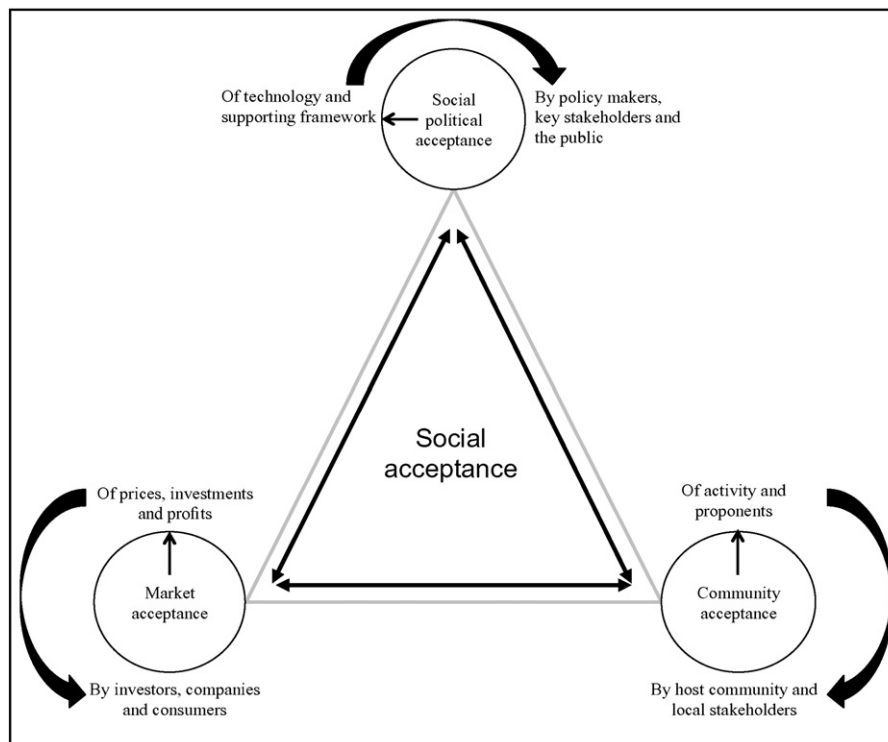 Of technology and
supporting framework
Social
political
acceptance
By policy makers,
key stakeholders and
the public
Social
acceptance
Of prices, investments
and profits
Market
acceptance
By investors, companies
and consumers
Of activity and
proponents
Community
acceptance
By host community and
local stakeholders